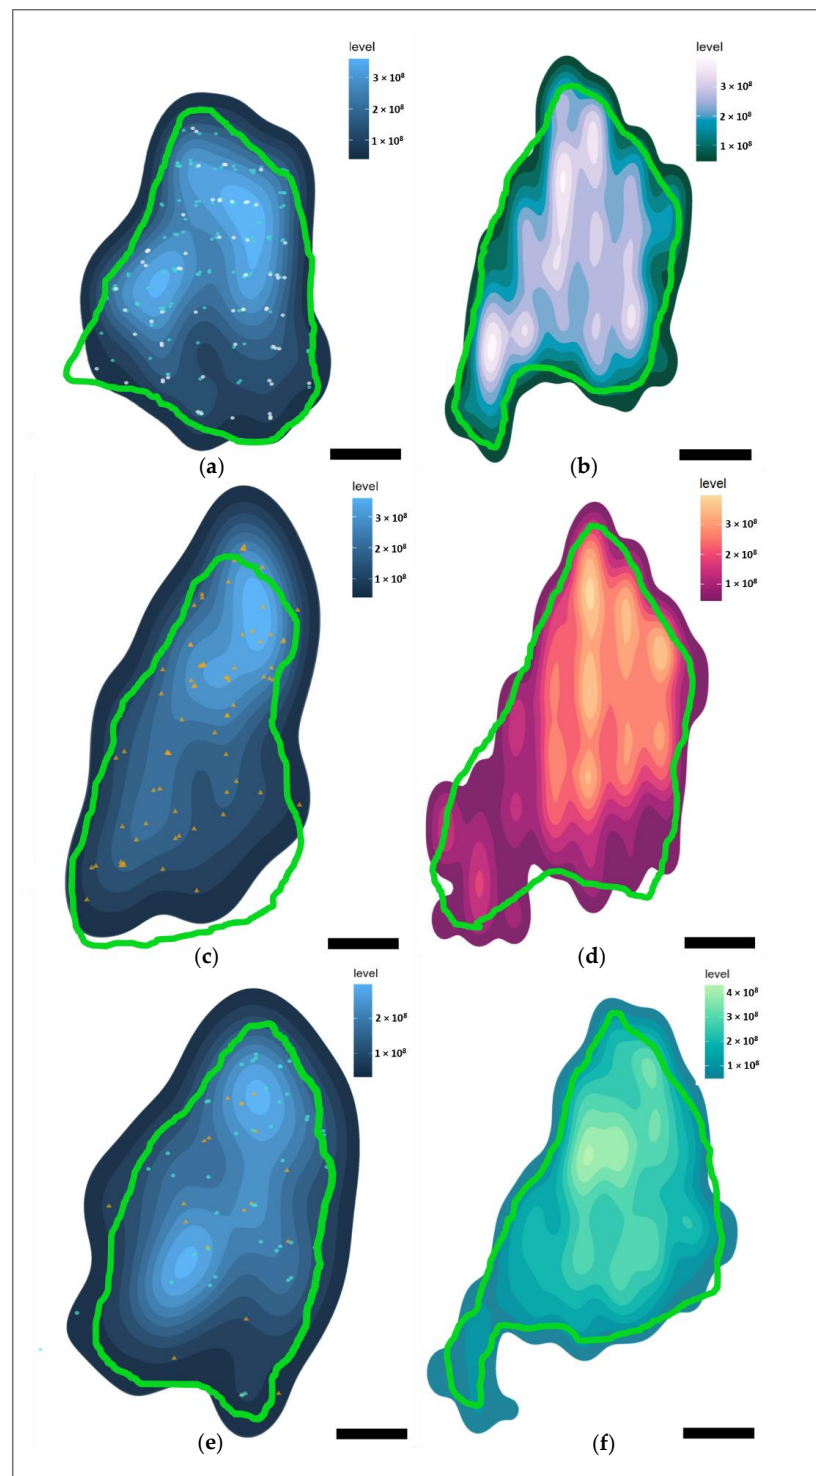 level
3 × 10⁸
2 × 10⁸
1 × 10⁸
(a)
level
3 × 10⁸
2 × 10⁸
1 × 10⁸
(b)
level
3 × 10⁸
2 × 10⁸
1 × 10⁸
(c)
level
3 × 10⁸
2 × 10⁸
1 × 10⁸
(d)
level
2 × 10⁸
1 × 10⁸
(e)
level
4 × 10⁸
3 × 10⁸
2 × 10⁸
1 × 10⁸
(f)